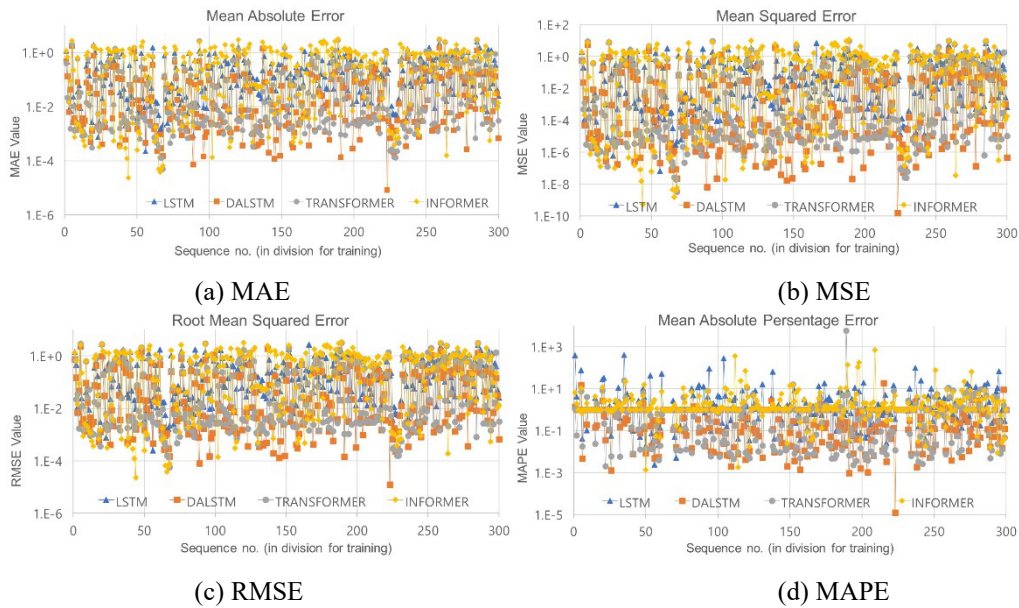 Mean Absolute Error
1.E+0
1.E-2
1.E-4
1.E-6
MAE Value
LSTM DALSTM TRANSFORMER INFORMER
0 50 100 150 200 250 300
Sequence no. (in division for training)
(a) MAE
Mean Squared Error
1.E+2
1.E+0
1.E-2
1.E-4
1.E-6
1.E-8
1.E-10
MSE Value
LSTM DALSTM TRANSFORMER INFORMER
0 50 100 150 200 250 300
Sequence no. (in division for training)
(b) MSE
Root Mean Squared Error
1.E+0
1.E-2
1.E-4
1.E-6
RMSE Value
LSTM DALSTM TRANSFORMER INFORMER
0 50 100 150 200 250 300
Sequence no. (in division for training)
(c) RMSE
Mean Absolute Persentage Error
1.E+3
1.E+1
1.E-1
1.E-3
1.E-5
MAPE Value
LSTM DALSTM TRANSFORMER INFORMER
0 50 100 150 200 250 300
Sequence no. (in division for training)
(d) MAPE